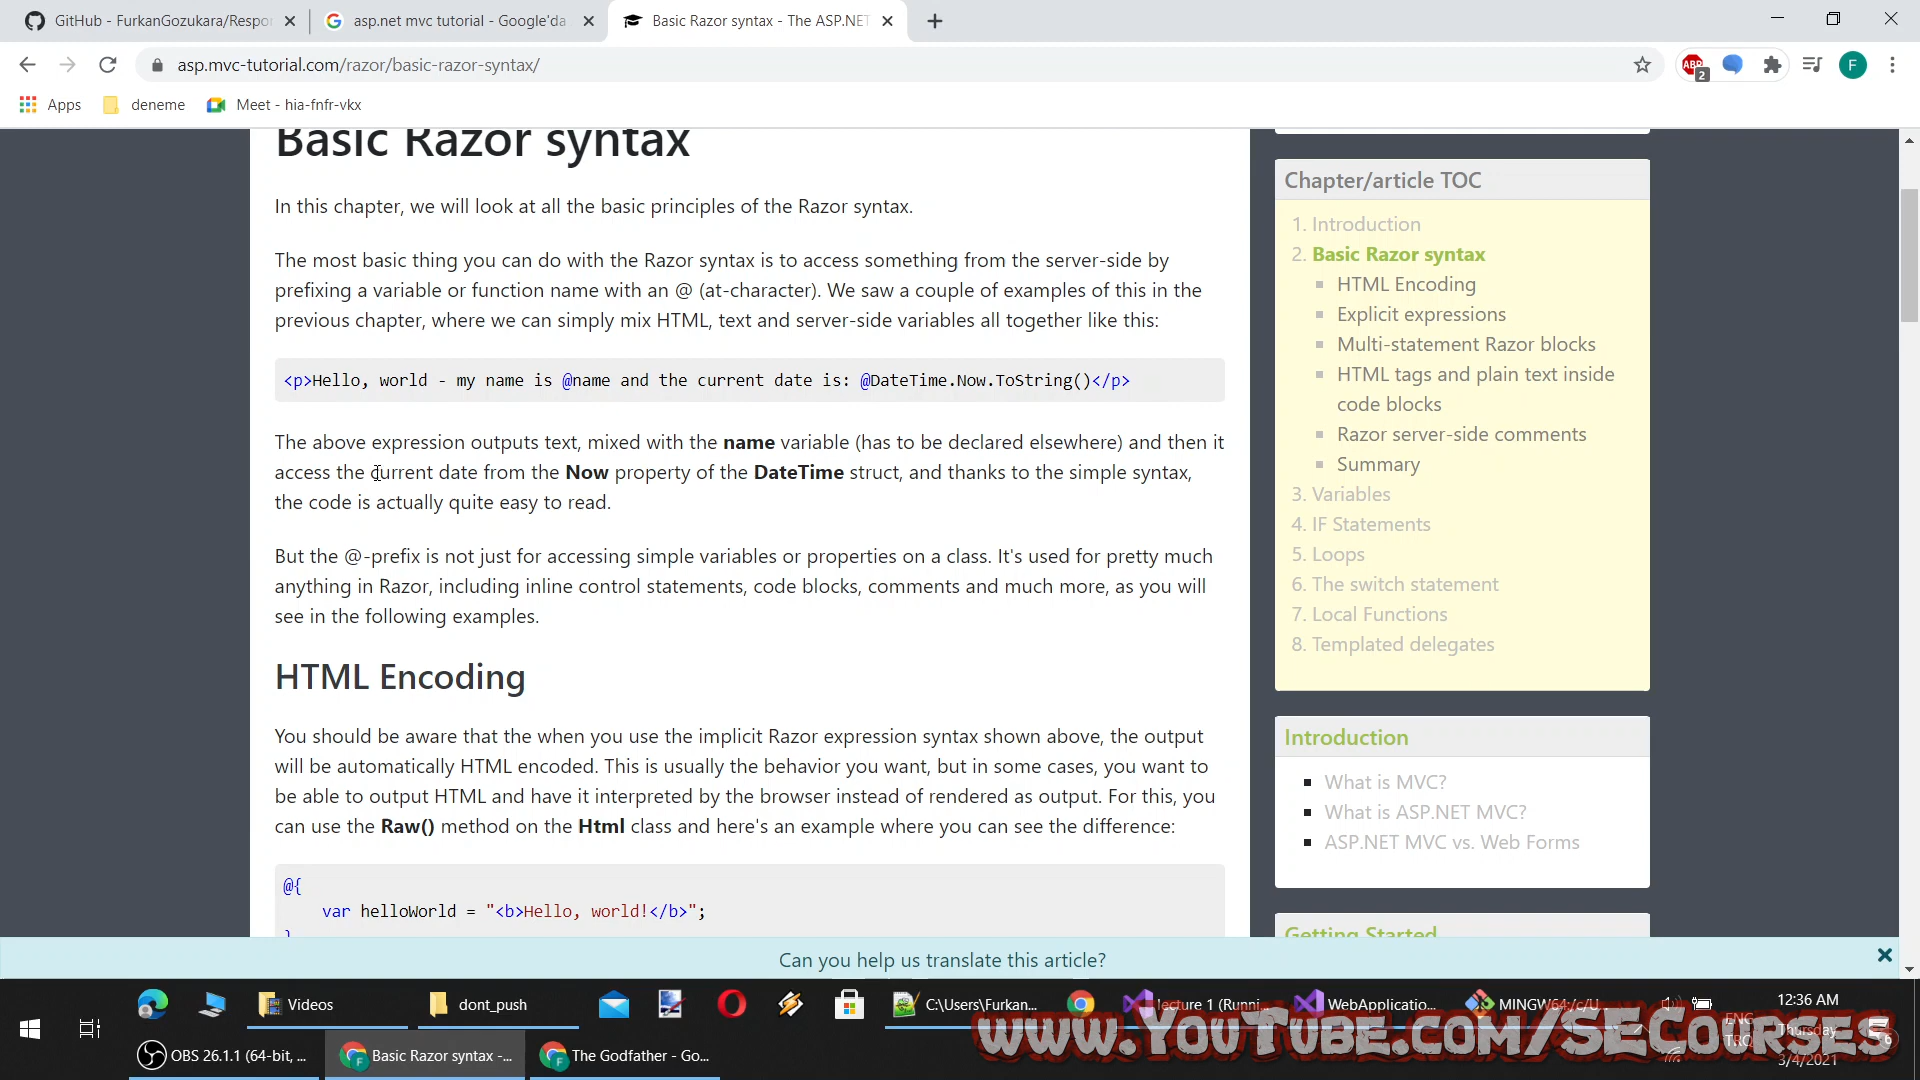 GitHub - FurkanGozukara/Respo
asp.net mvc tutorial - Google'da
Basic Razor syntax - The ASP.NET
asp.mvc-tutorial.com/razor/basic-razor-syntax/
ABP
2
F
Apps
deneme
Meet - hia-fnfr-vkx
Basic Razor syntax
In this chapter, we will look at all the basic principles of the Razor syntax.
The most basic thing you can do with the Razor syntax is to access something from the server-side by
prefixing a variable or function name with an @ (at-character). We saw a couple of examples of this in the
previous chapter, where we can simply mix HTML, text and server-side variables all together like this:
<p>Hello, world - my name is @name and the current date is: @DateTime.Now.ToString()</p>
The above expression outputs text, mixed with the name variable (has to be declared elsewhere) and then it
access the current date from the Now property of the DateTime struct, and thanks to the simple syntax,
the code is actually quite easy to read.
But the @-prefix is not just for accessing simple variables or properties on a class. It's used for pretty much
anything in Razor, including inline control statements, code blocks, comments and much more, as you will
see in the following examples.
HTML Encoding
You should be aware that the when you use the implicit Razor expression syntax shown above, the output
will be automatically HTML encoded. This is usually the behavior you want, but in some cases, you want to
be able to output HTML and have it interpreted by the browser instead of rendered as output. For this, you
can use the Raw() method on the Html class and here's an example where you can see the difference:
@{
var helloWorld = "<b>Hello, world!</b>";
}
Chapter/article TOC
1. Introduction
2. Basic Razor syntax
HTML Encoding
Explicit expressions
Multi-statement Razor blocks
HTML tags and plain text inside
code blocks
Razor server-side comments
Summary
3. Variables
4. IF Statements
5. Loops
6. The switch statement
7. Local Functions
8. Templated delegates
Introduction
What is MVC?
What is ASP.NET MVC?
ASP.NET MVC vs. Web Forms
Getting Started
Can you help us translate this article?
Videos
dont_push
C:\Users\Furkan...
lecture 1 (Runni...
WebApplicatio...
MINGW64:/c/U...
12:36 AM
Thursday
3/4/2021
ENG
OBS 26.1.1 (64-bit, ...
Basic Razor syntax -...
The Godfather - Go...
www.YouTube.com/SECourses